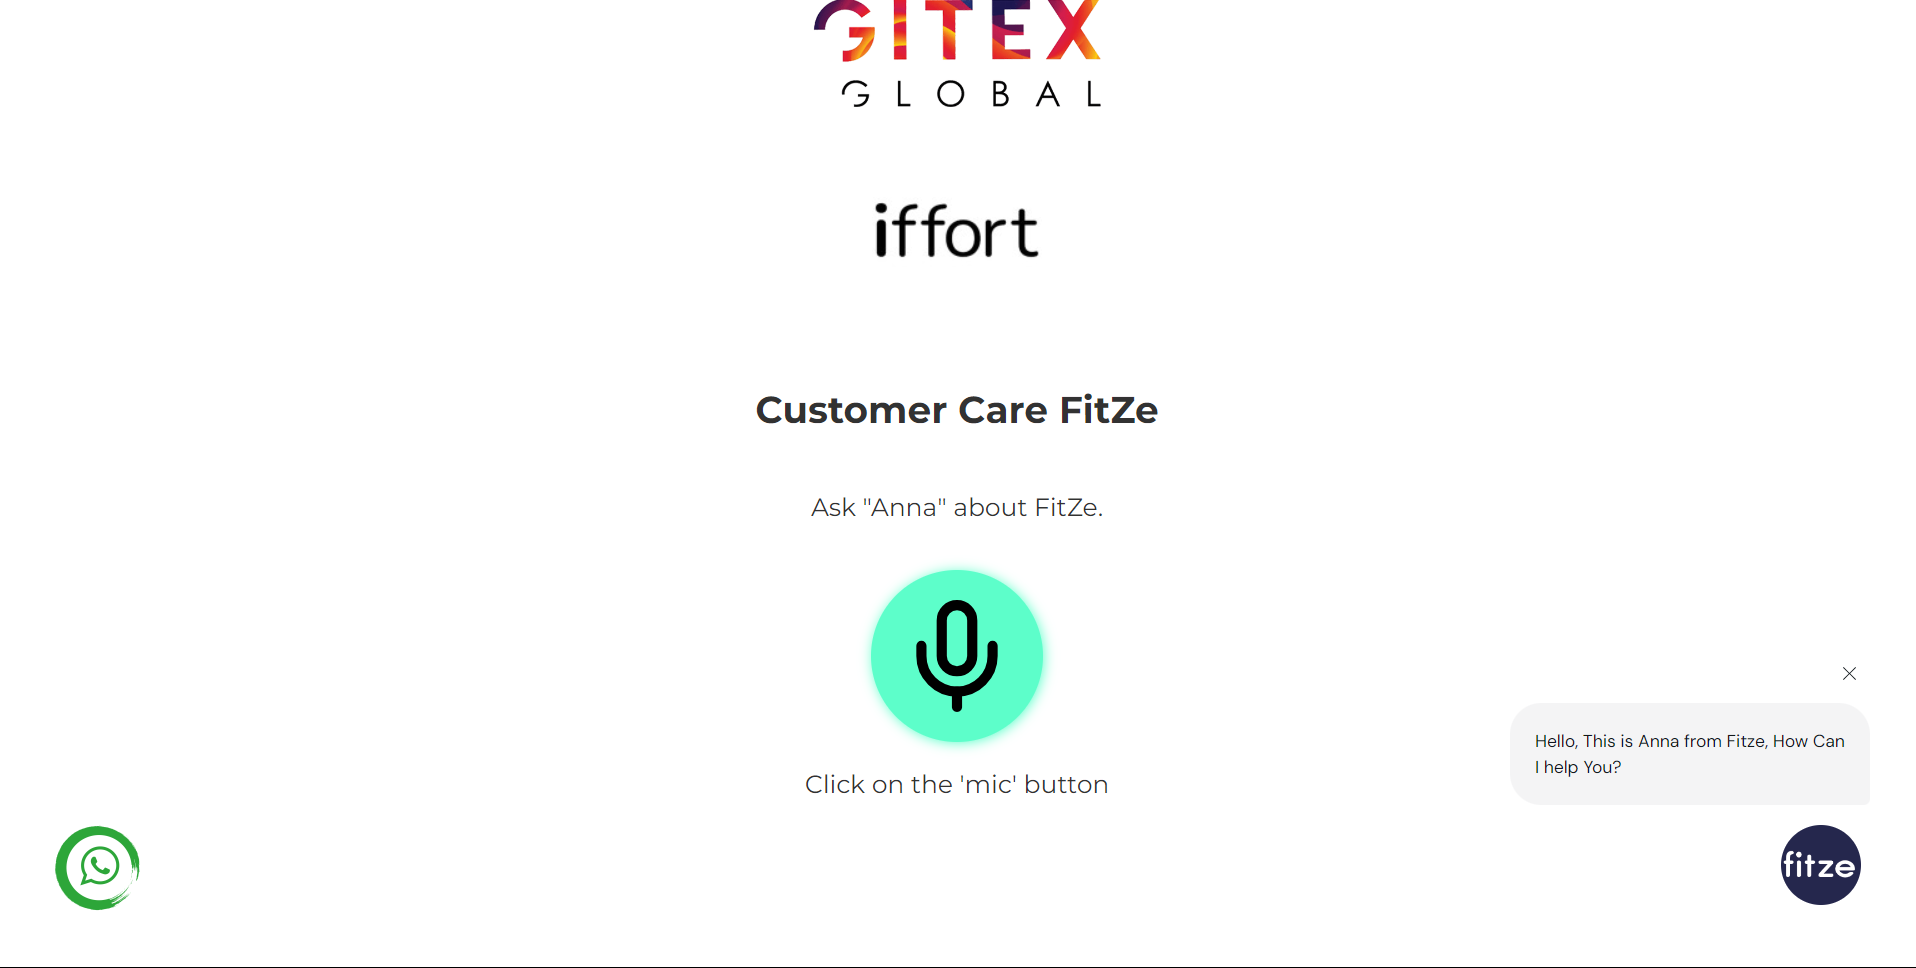 GITEX
GLOBAL
iffort
Customer Care FitZe
Ask "Anna" about FitZe.
Click on the 'mic' button
Hello, This is Anna from Fitze, How Can
I help You?
fitze